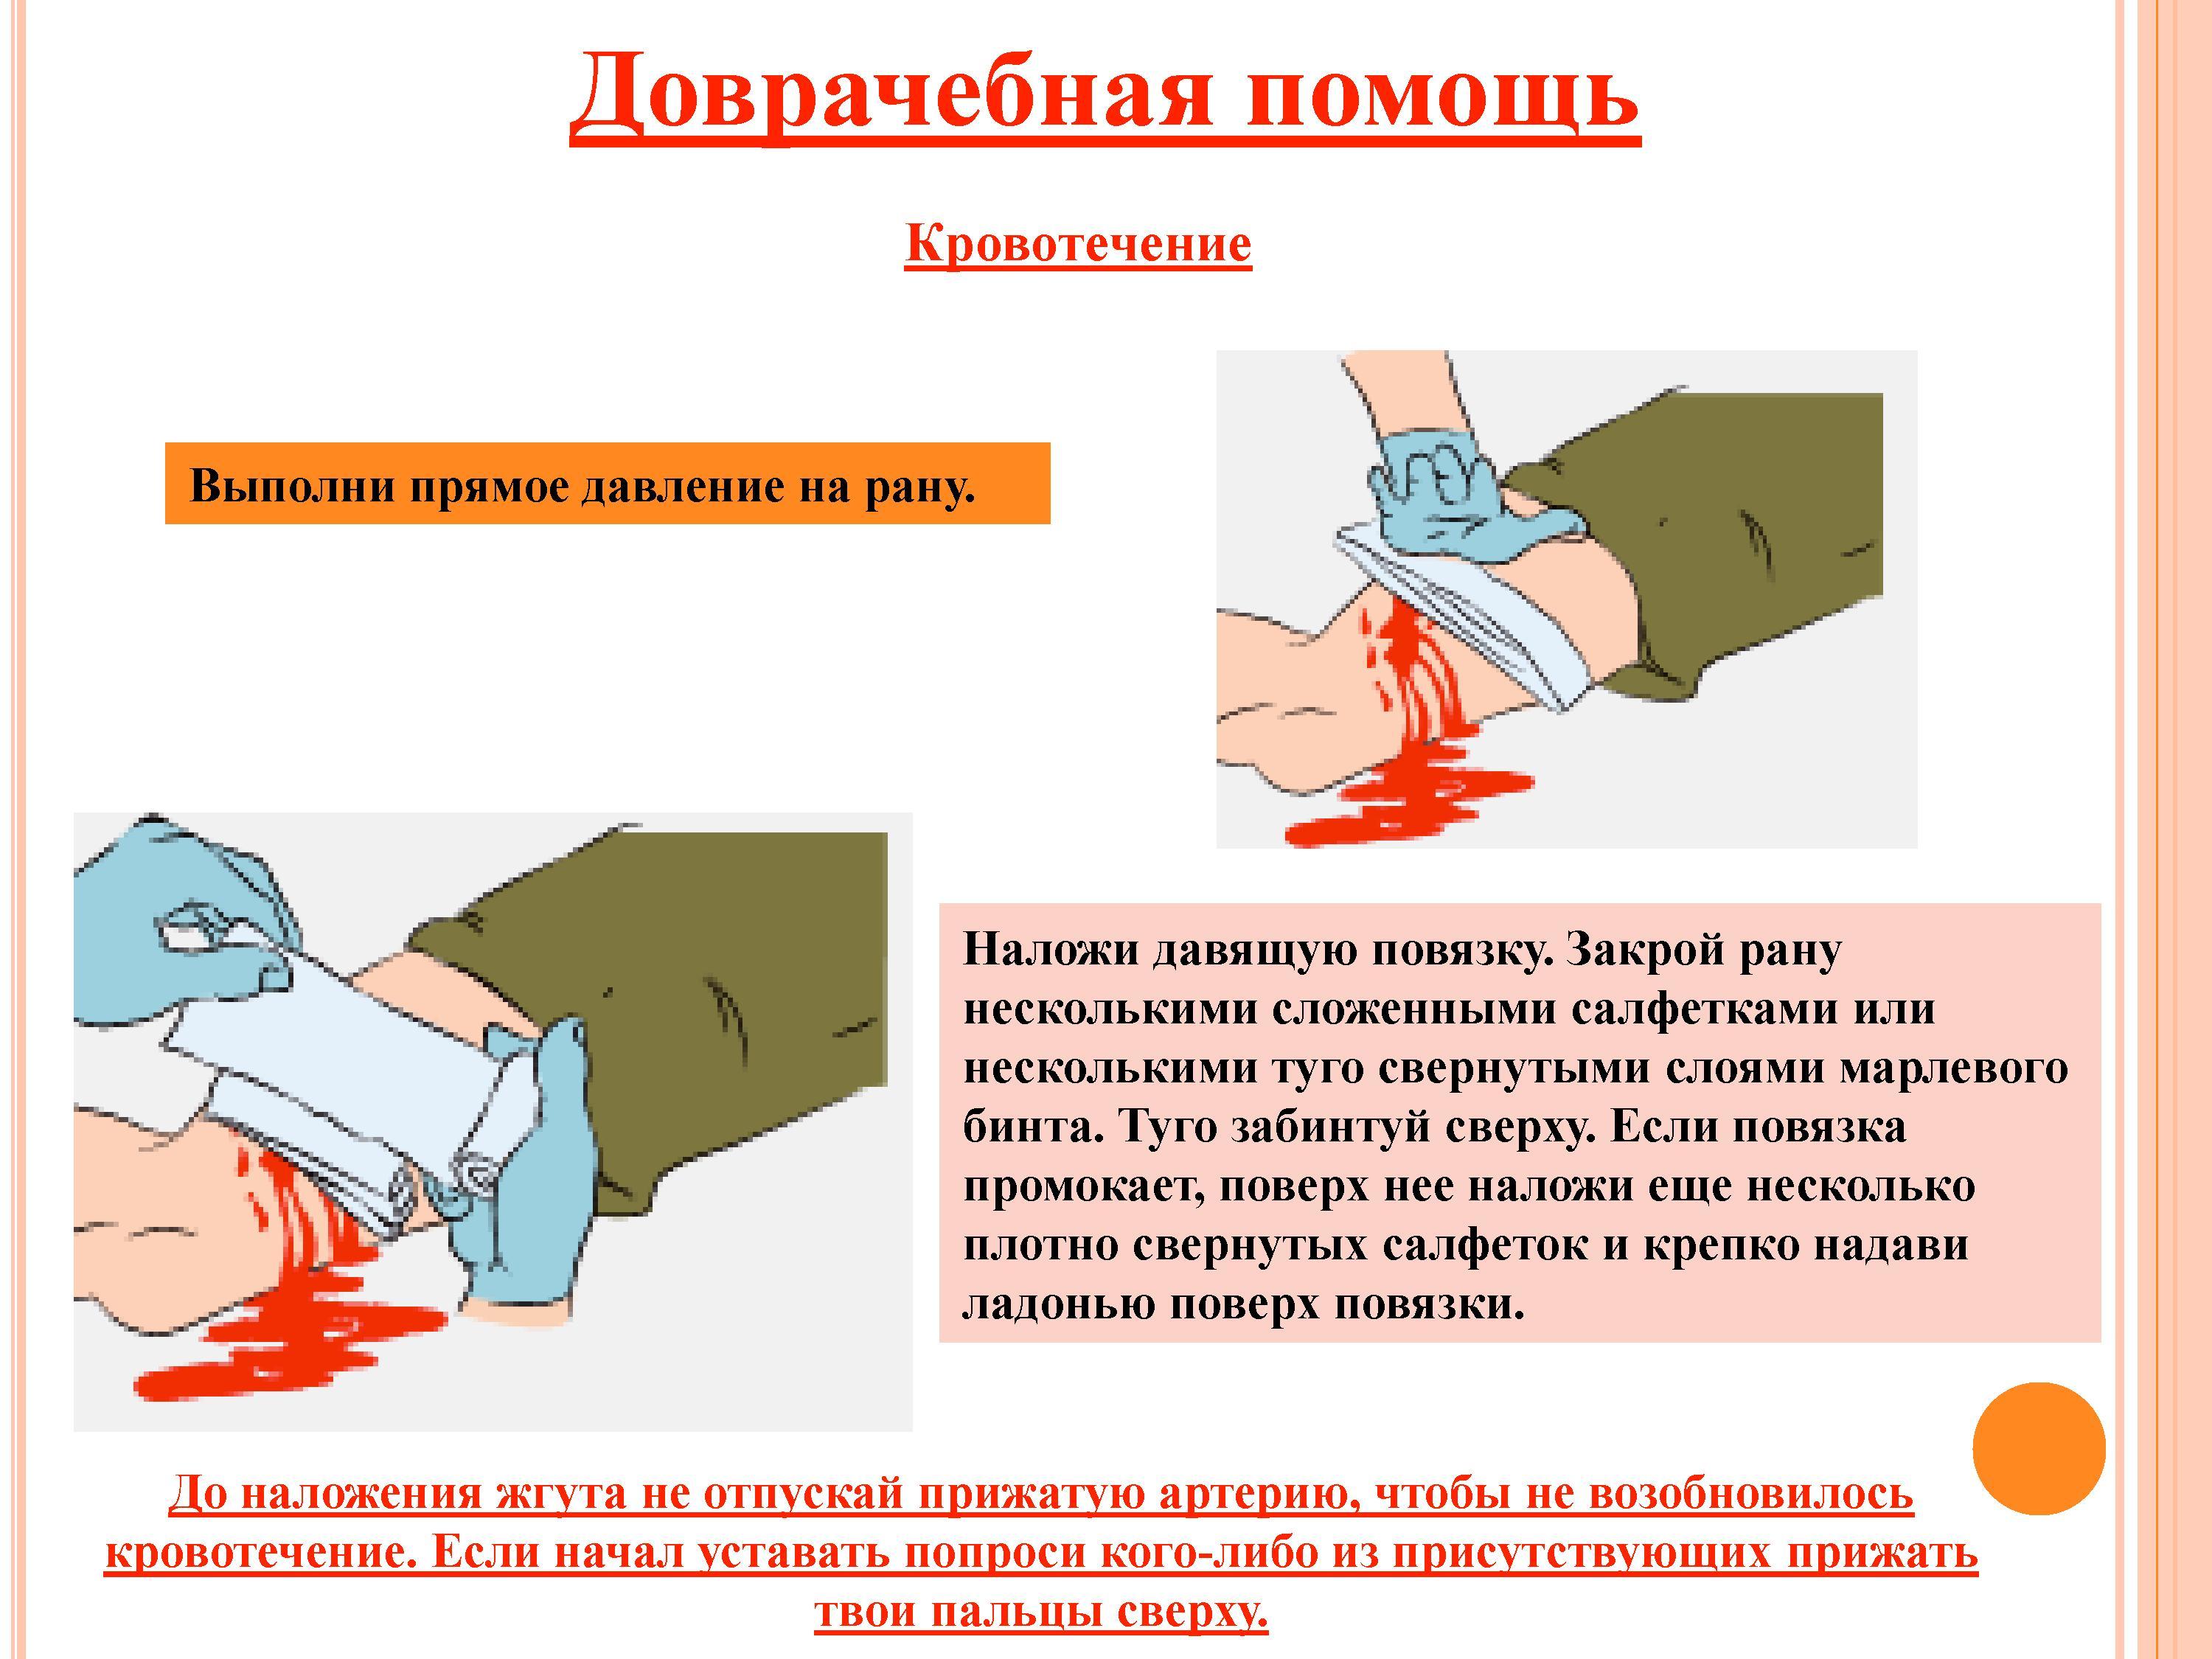 Доврачебная помощь
Кровотечение
Выполни прямое давление на рану.
Наложи давящую повязку. Закрой рану
несколькими сложенными салфетками или
несколькими туго свернутыми слоями марлевого
бинта. Туго забинтуй сверху. Если повязка
промокает, поверх нее наложи еще несколько
плотно свернутых салфеток и крепко надави
ладонью поверх повязки.
До наложения жгута не отпускай прижатую артерию, чтобы не возобновилось
кровотечение. Если начал уставать попроси кого-либо из присутствующих прижать
твои пальцы сверху.